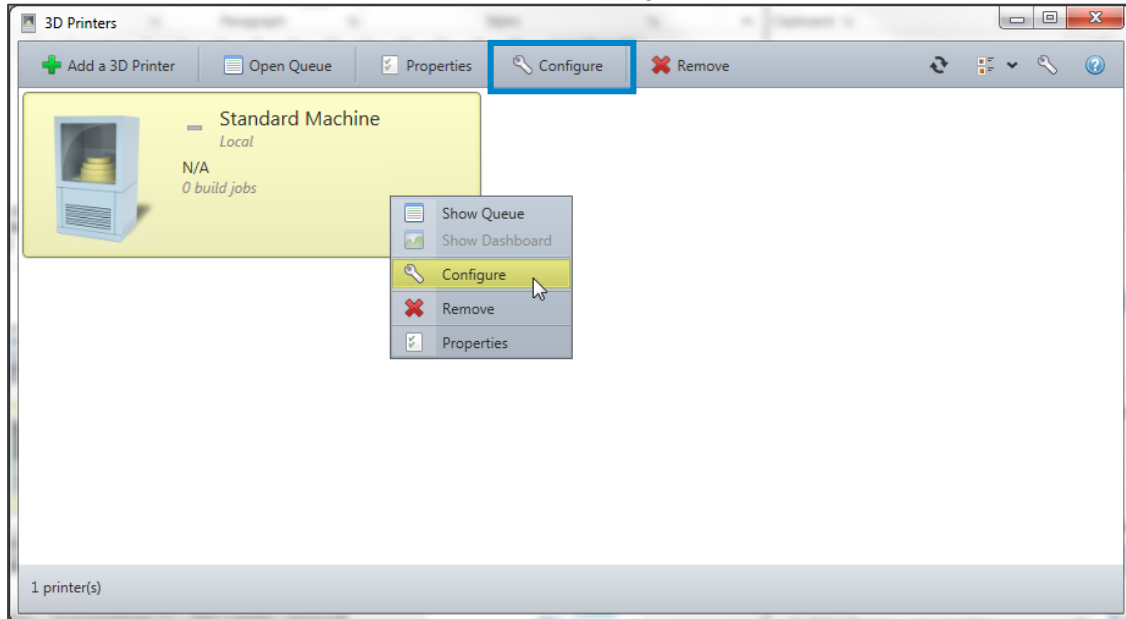 3D Printers
Add a 3D Printer Open Queue Properties Configure Remove
Standard Machine
Local
N/A
0 build jobs
Show Queue
Show Dashboard
Configure
Remove
Properties
1 printer(s)